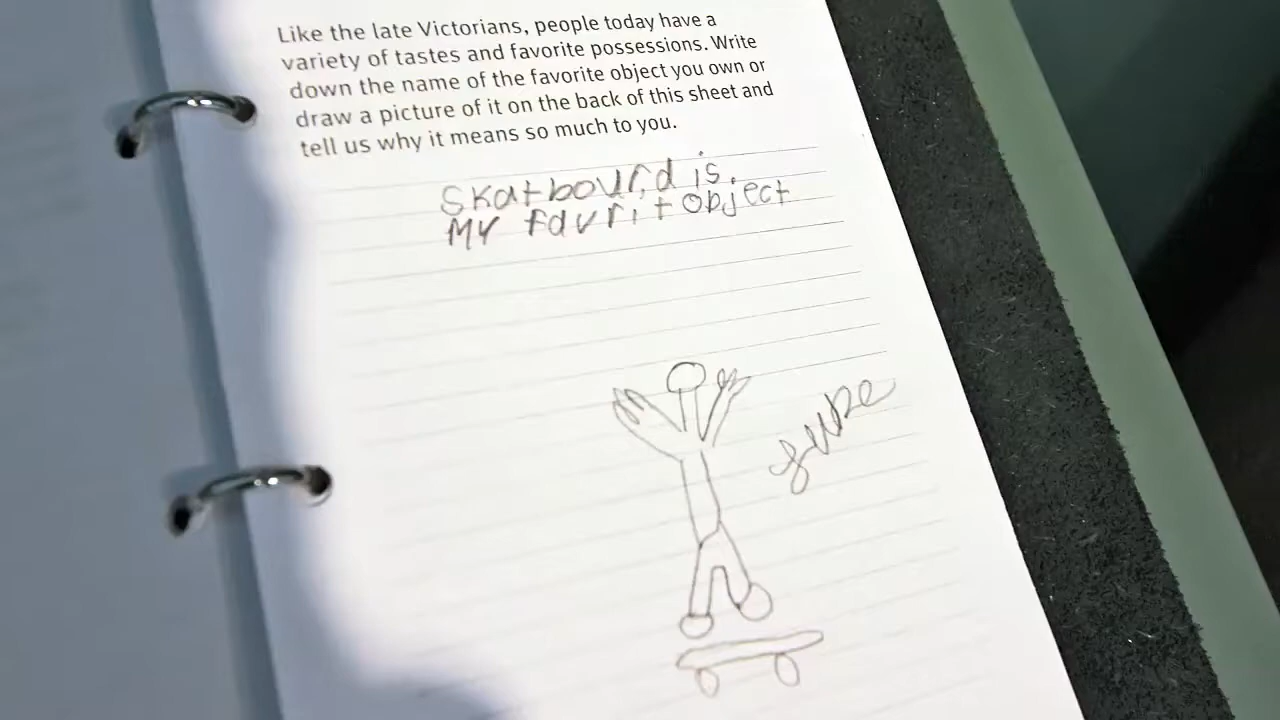 Like the late Victorians, people today have a
variety of tastes and favorite possessions. Write
down the name of the favorite object you own or
draw a picture of it on the back of this sheet and
tell us why it means so much to you.
Skatbourd is.
MY favrit object